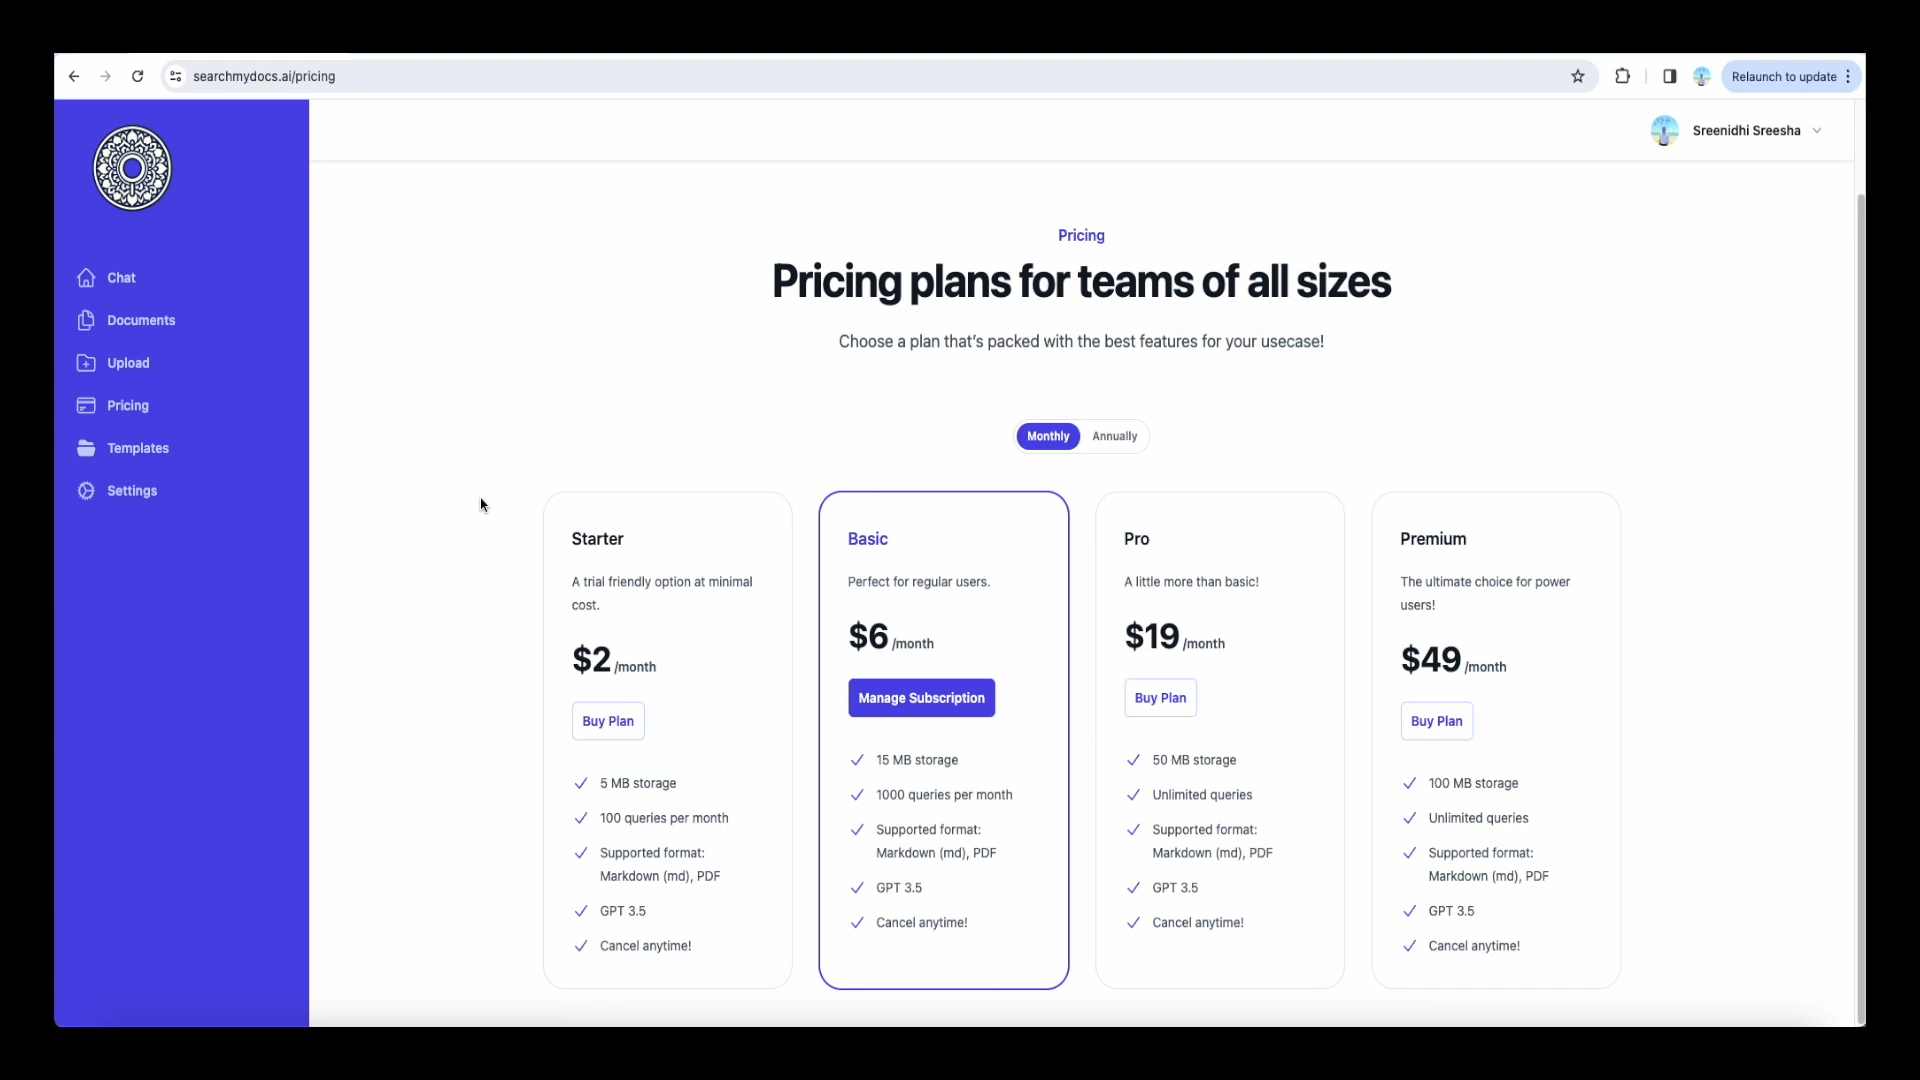 searchmydocs.ai/pricing
Relaunch to update
Sreenidhi Sreesha
Chat
Documents
Upload
Pricing
Templates
Settings
Pricing
Pricing plans for teams of all sizes
Choose a plan that's packed with the best features for your usecase!
Monthly Annually
Starter
A trial friendly option at minimal
cost.
$2 /month
Buy Plan
5 MB storage
100 queries per month
Supported format:
Markdown (md), PDF
GPT 3.5
Cancel anytime!
Basic
Perfect for regular users.
$6 /month
Manage Subscription
15 MB storage
1000 queries per month
Supported format:
Markdown (md), PDF
GPT 3.5
Cancel anytime!
Pro
A little more than basic!
$19 /month
Buy Plan
50 MB storage
Unlimited queries
Supported format:
Markdown (md), PDF
GPT 3.5
Cancel anytime!
Premium
The ultimate choice for power
users!
$49 /month
Buy Plan
100 MB storage
Unlimited queries
Supported format:
Markdown (md), PDF
GPT 3.5
Cancel anytime!